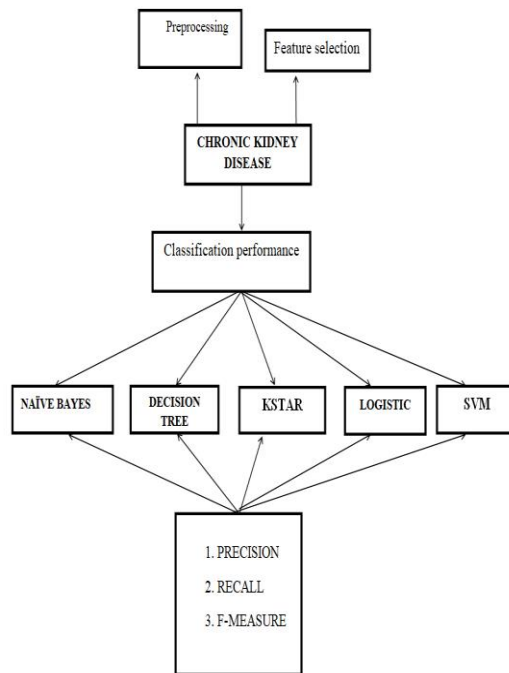 Preprocessing
Feature selection
CHRONIC KIDNEY
DISEASE
Classification performance
NAÏVE BAYES
DECISION
TREE
KSTAR
LOGISTIC
SVM
1. PRECISION
2. RECALL
3. F-MEASURE